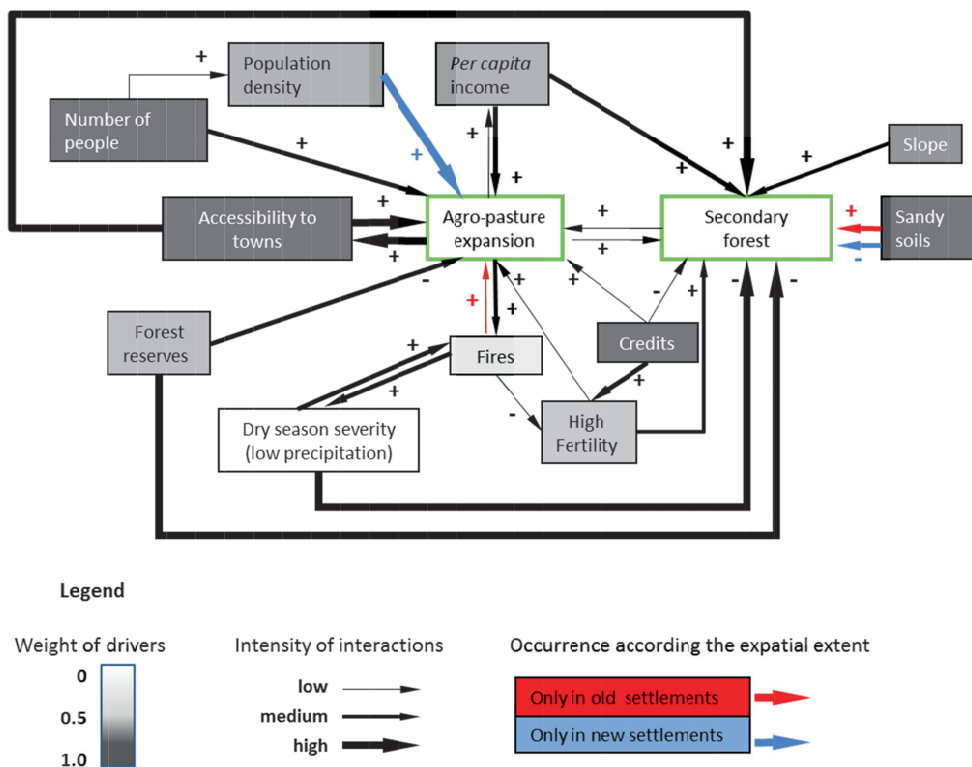 Population
density
Per capita
income
Number of
people
Slope
Accessibility to
towns
Agro-pasture
expansion
Secondary
forest
Sandy
soils
Forest
reserves
Fires
Credits
Dry season severity
(low precipitation)
High
Fertility
+
+
+
+
+
+
+
+
+
+
+
+
+
+
-
-
+
+
+
-
+
-
-
+
+
+
-
+
Legend
Weight of drivers
0
0.5
1.0
Intensity of interactions
low
medium
high
Occurrence according the expatial extent
Only in old settlements
Only in new settlements